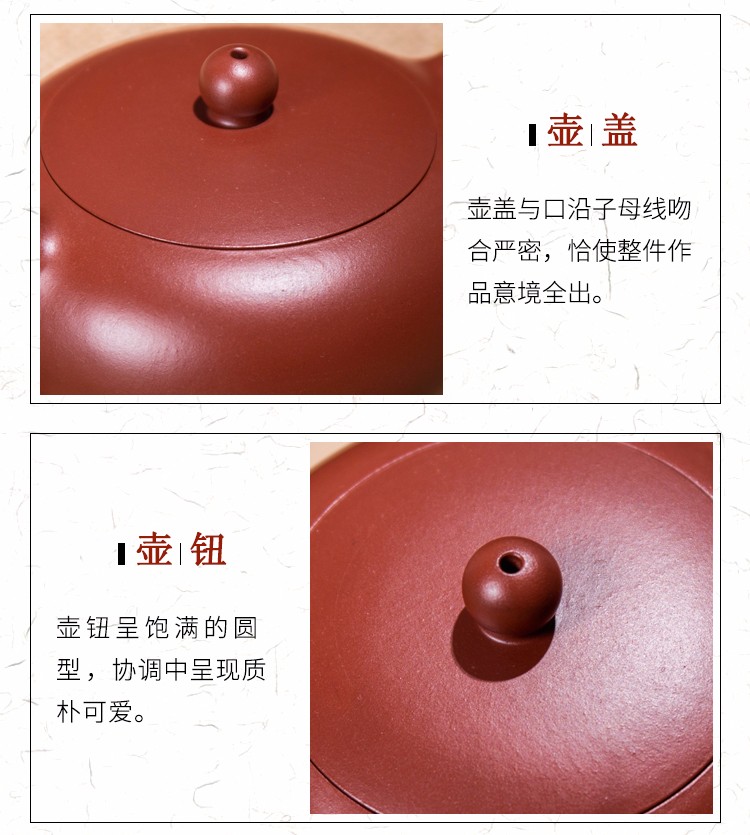 壶盖
壶盖与口沿子母线吻
合严密，恰使整件作
品意境全出。
壶钮
壶钮呈饱满的圆
型，协调中呈现质
朴可爱。